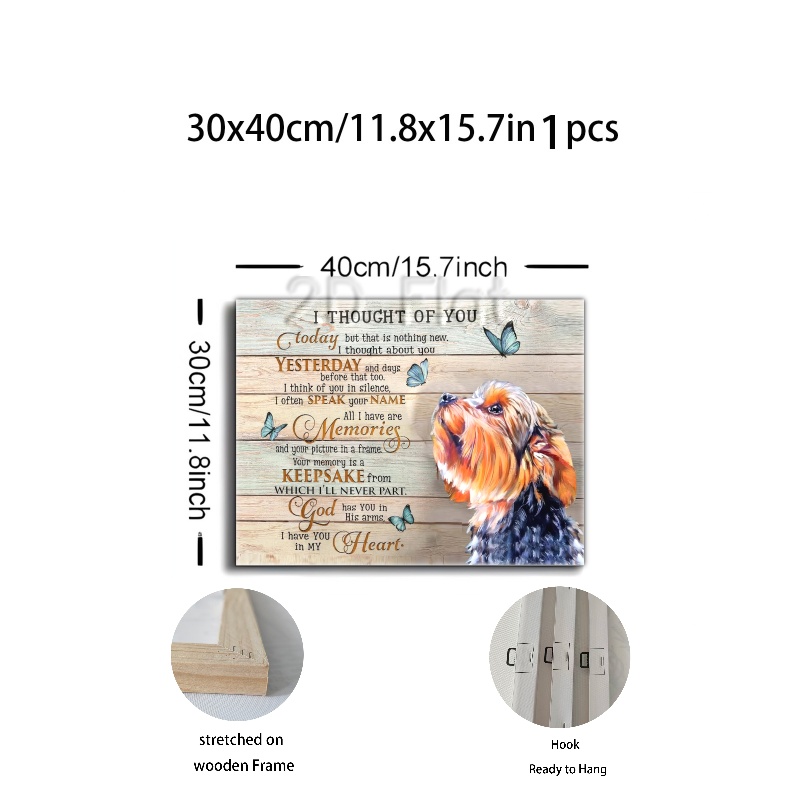 30x40cm/11.8x15.7in 1 pcs
40cm/15.7inch
2D Flat
30cm/11.8inch
I THOUGHT OF YOU
today but that is nothing new.
I thought about you
YESTERDAY and days
before that too.
I think of you in silence,
I often SPEAK your NAME
All I have are
Memories
and your picture in a frame.
Your memory is a
KEEPSAKE from
WHICH I'LL NEVER PART.
God has YOU in
His arms,
I have YOU
in MY Heart.
stretched on
wooden Frame
Hook
Ready to Hang